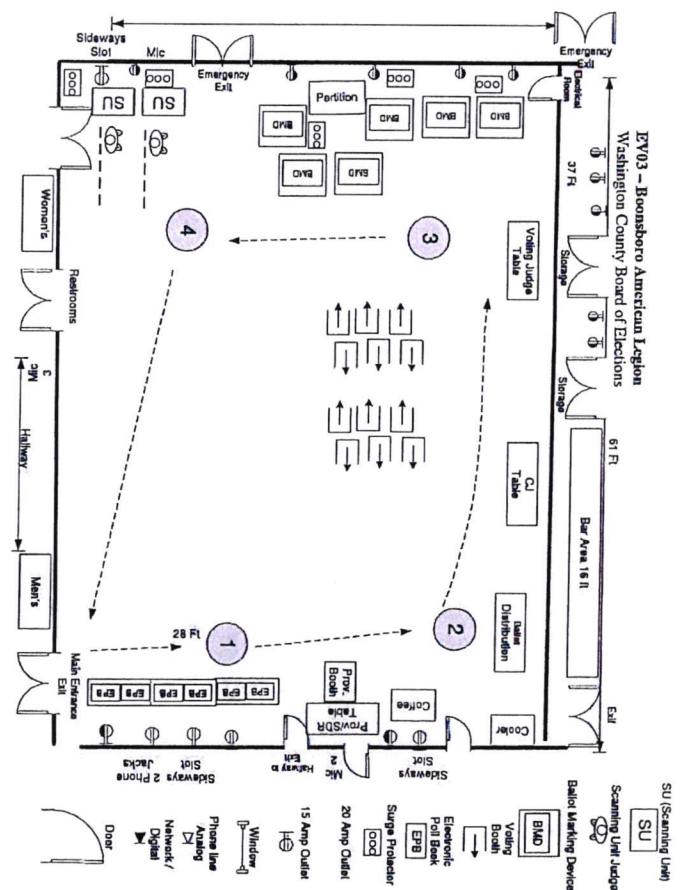 EV03 – Boonsboro American Legion
Washington County Board of Elections
Sideways
Slot
Mic
Emergency
Exit
Emergency
Exit
Electrical
Room
SU
SU
Partition
BMD
BMD
BMD
BMD
BMD
BMD
37 Ft
Women's
4
3
Voting Judge
Table
Storage
Restrooms
3
Mic
Hallway
Storage
61 Ft
CJ
Table
Bar Area 16 ft
Men's
28 Ft
1
2
Ballot
Distribution
Main Entrance
Exit
EPB
EPB
EPB
EPB
EPB
EPB
Prov.
Booth
Prov/SDR
Table
Coffee
Cooler
Exit
Sideways 2 Phone
Slot Jacks
Hallway to
Exit
Mic
2
Sideways
Slot
SU (Scanning Unit)
SU
Scanning Unit Judge
Ballot Marking Device
BMD
Voting
Booth
Electronic
Poll Book
EPB
Surge Protector
20 Amp Outlet
15 Amp Outlet
Window
Phone line
Analog
Network /
Digital
Door